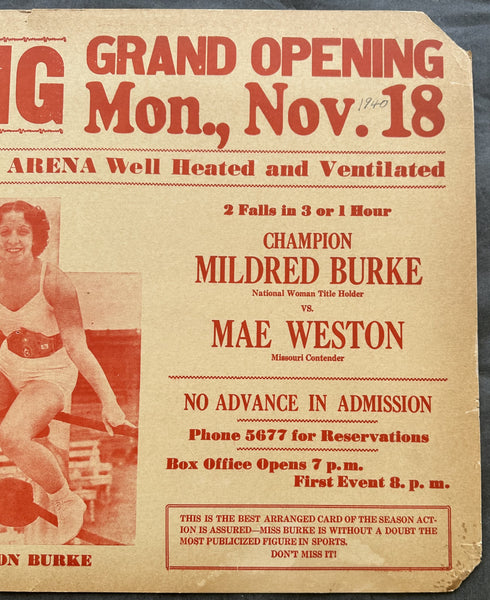 NG GRAND OPENING
Mon., Nov. 18
1940
ARENA Well Heated and Ventilated
2 Falls in 3 or 1 Hour
CHAMPION
MILDRED BURKE
National Woman Title Holder
VS.
MAE WESTON
Missouri Contender
NO ADVANCE IN ADMISSION
Phone 5677 for Reservations
Box Office Opens 7 p. m.
First Event 8. p. m.
THIS IS THE BEST ARRANGED CARD OF THE SEASON ACT-
ION IS ASSURED—MISS BURKE IS WITHOUT A DOUBT THE
MOST PUBLICIZED FIGURE IN SPORTS.
DON'T MISS IT!
ON BURKE